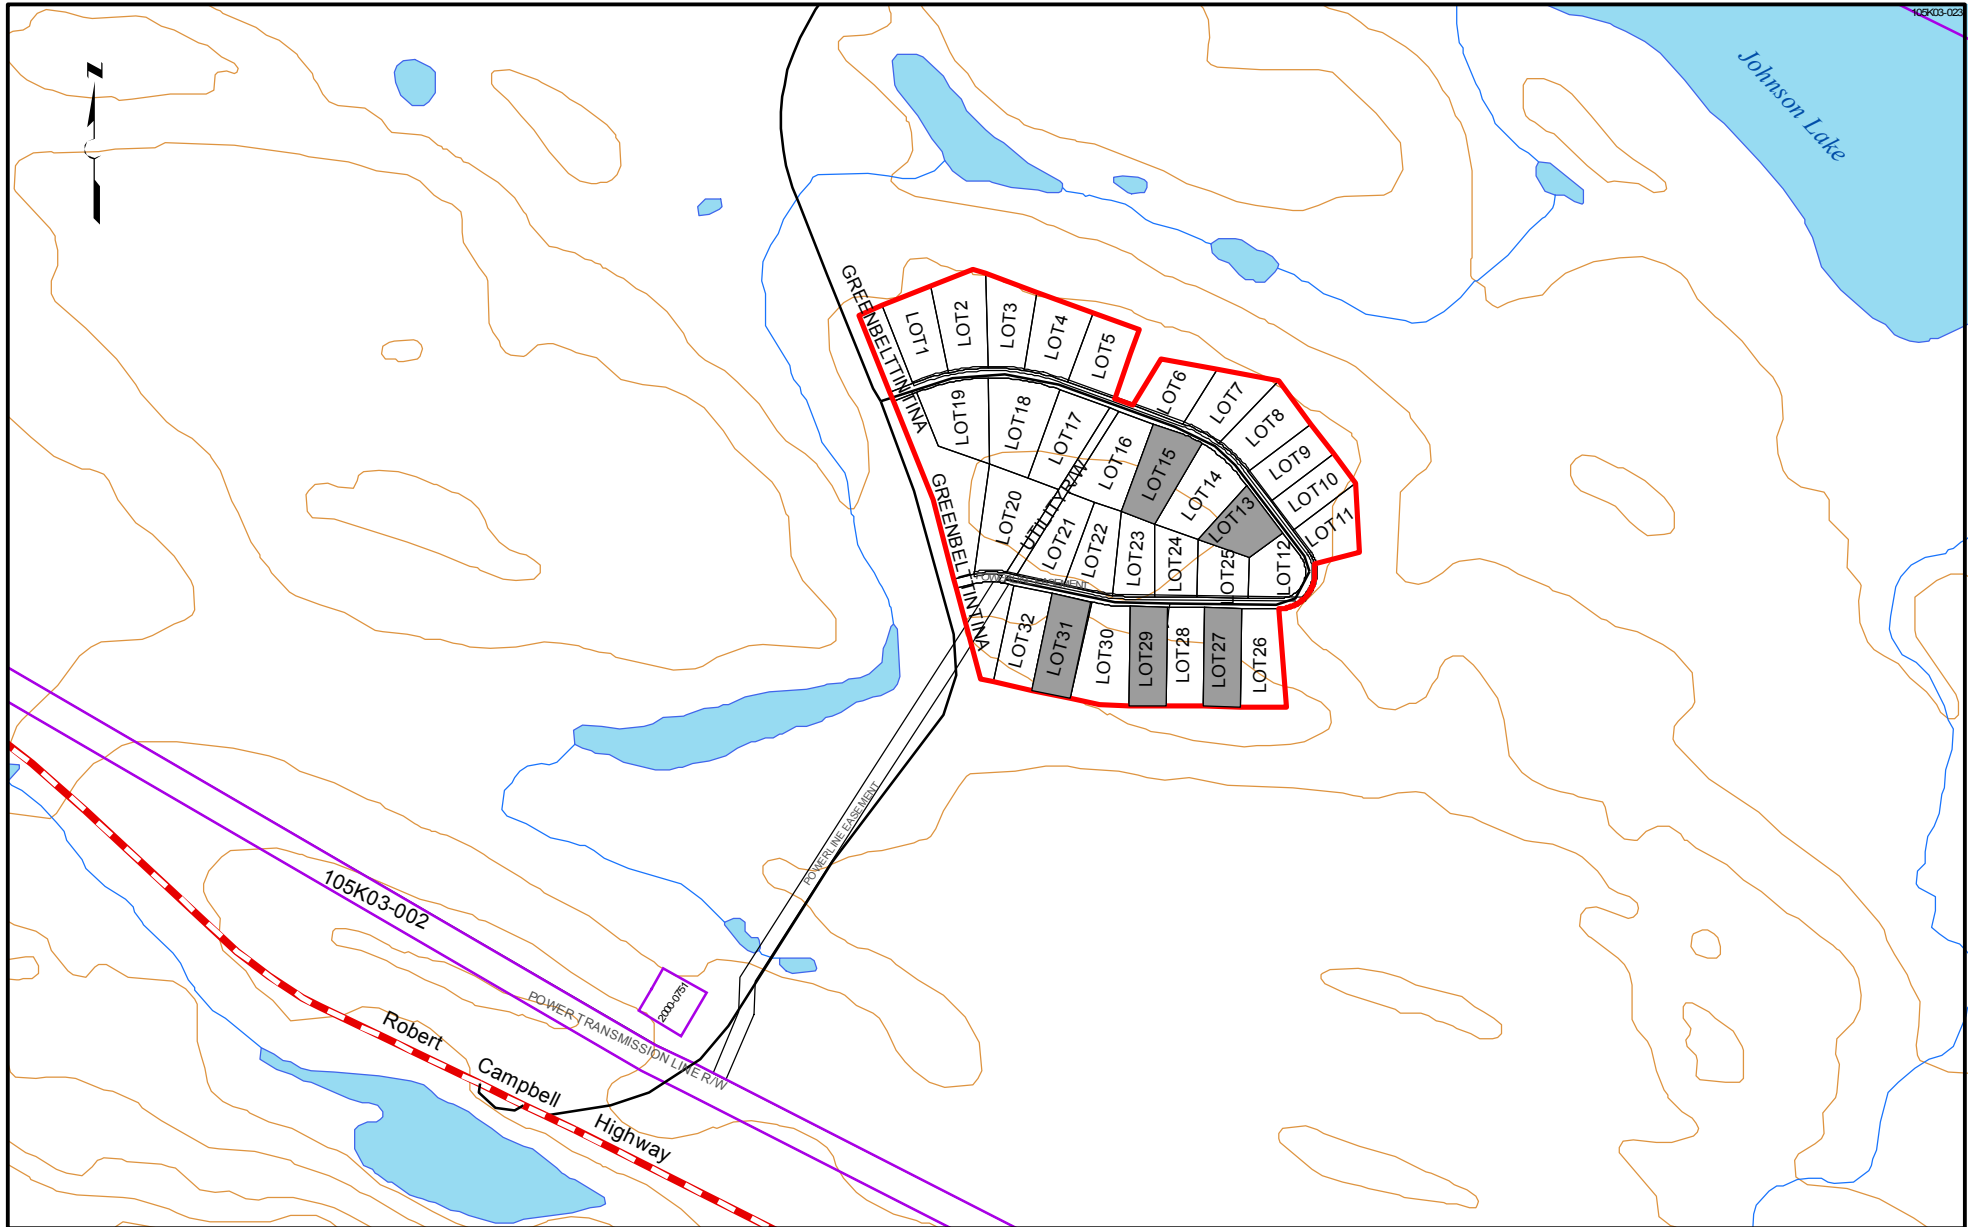 105K03-023
Johnson Lake
N
GREENBELT TINTINA
LOT1
LOT2
LOT3
LOT4
LOT5
LOT6
LOT7
LOT8
LOT9
LOT10
LOT11
LOT19
LOT18
LOT17
LOT16
LOT15
LOT14
LOT13
LOT12
UTILITY R/W
GREENBELT TINTINA
LOT20
LOT21
LOT22
LOT23
LOT24
LOT25
POWERLINE EASEMENT
LOT32
LOT31
LOT30
LOT29
LOT28
LOT27
LOT26
POWERLINE EASEMENT
105K03-002
2000-0751
POWER TRANSMISSION LINE R/W
Robert
Campbell
Highway